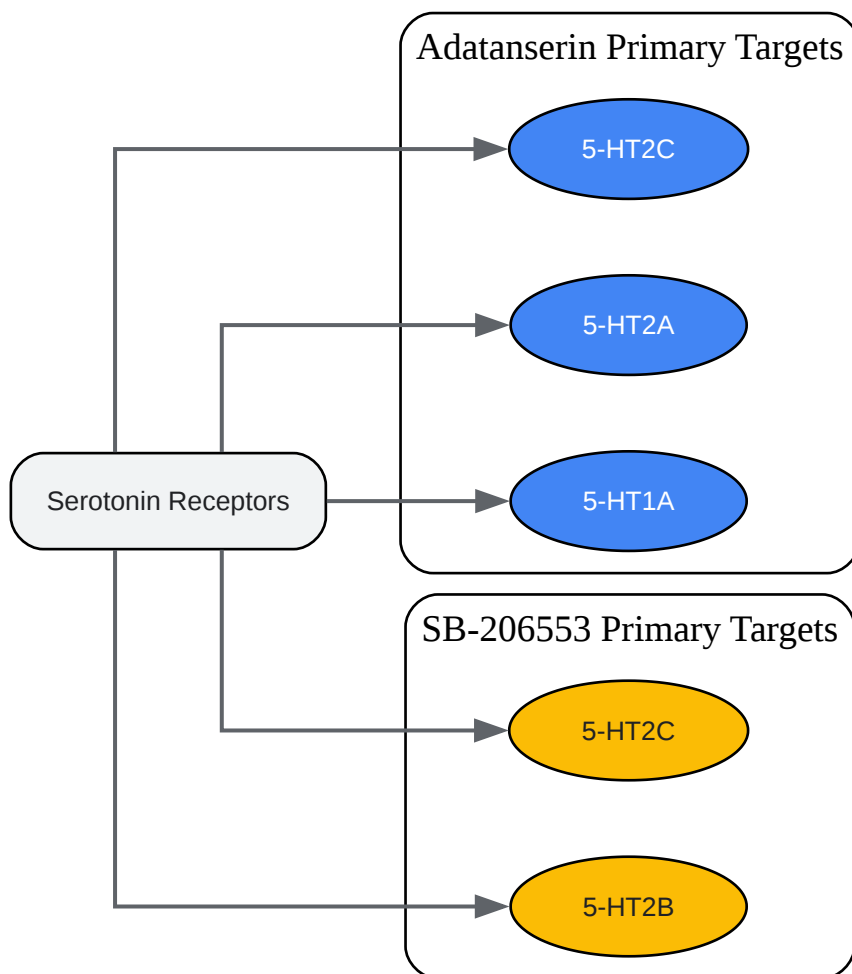 Adatanserin Primary Targets
5-HT2C
5-HT2A
Serotonin Receptors
5-HT1A
SB-206553 Primary Targets
5-HT2C
5-HT2B